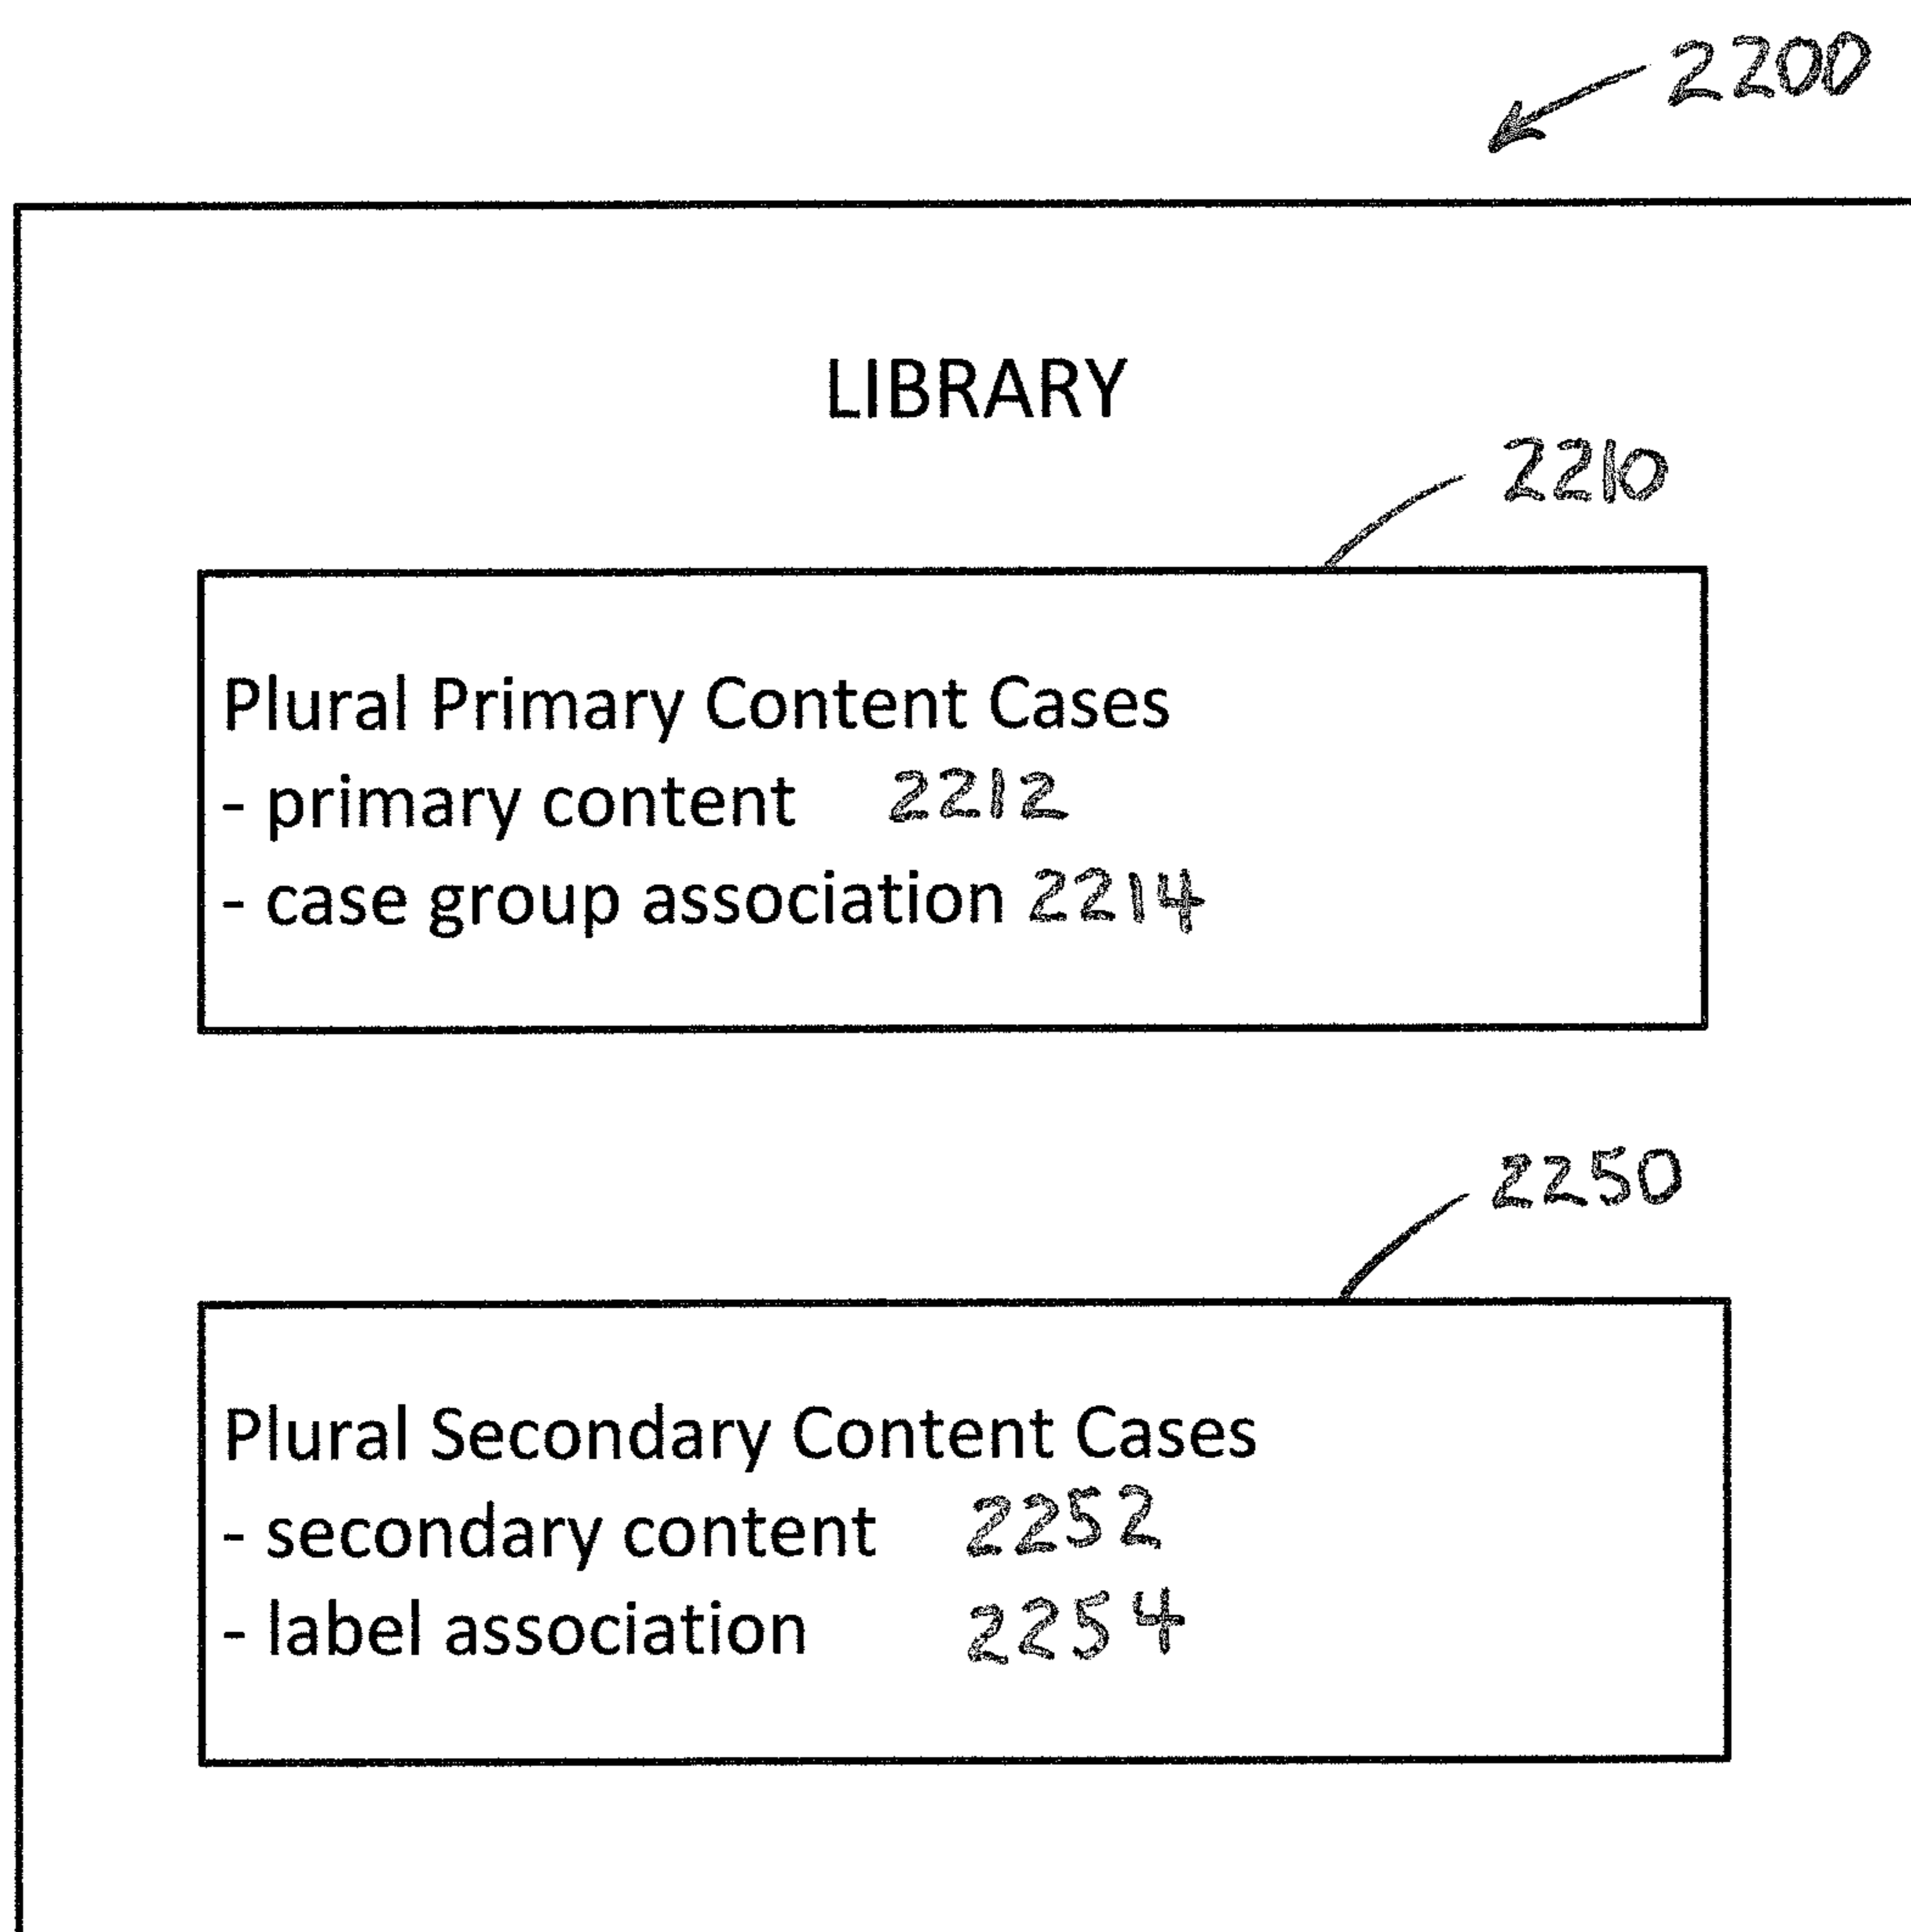 2200
LIBRARY
2210
Plural Primary Content Cases
- primary content 2212
- case group association 2214
2250
Plural Secondary Content Cases
- secondary content 2252
- label association 2254